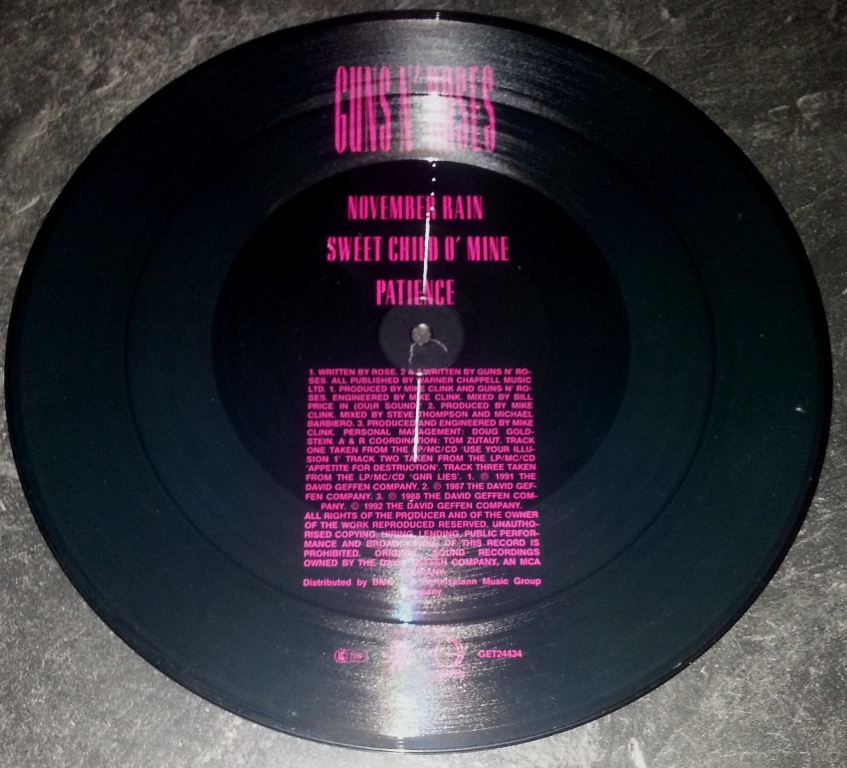 GUNS N' ROSES
NOVEMBER RAIN
SWEET CHILD O' MINE
PATIENCE
1. WRITTEN BY ROSE. 2 & WRITTEN BY GUNS N' RO-
SES. ALL PUBLISHED BY WARNER CHAPPELL MUSIC
LTD. 1. PRODUCED BY MIKE CLINK AND GUNS N' RO-
SES. ENGINEERED BY MIKE CLINK. MIXED BY BILL
PRICE IN (OU)R SOUND 2. PRODUCED BY MIKE
CLINK. MIXED BY STEVE THOMPSON AND MICHAEL
BARBIERO. 3. PRODUCED AND ENGINEERED BY MIKE
CLINK. PERSONAL MANAGEMENT: DOUG GOLD-
STEIN. A & R COORDINATION: TOM ZUTAUT. TRACK
ONE TAKEN FROM THE LP/MC/CD 'USE YOUR ILLU-
SION 1' TRACK TWO TAKEN FROM THE LP/MC/CD
'APPETITE FOR DESTRUCTION'. TRACK THREE TAKEN
FROM THE LP/MC/CD 'GNR LIES'. 1. ℗ 1991 THE
DAVID GEFFEN COMPANY. 2. ℗ 1987 THE DAVID GEF-
FEN COMPANY. 3. ℗ 1988 THE DAVID GEFFEN COM-
PANY. © 1992 THE DAVID GEFFEN COMPANY.
ALL RIGHTS OF THE PRODUCER AND OF THE OWNER
OF THE WORK REPRODUCED RESERVED. UNAUTHO-
RISED COPYING, HIRING, LENDING, PUBLIC PERFOR-
MANCE AND BROADCASTING OF THIS RECORD IS
PROHIBITED. ORIGINAL SOUND RECORDINGS
OWNED BY THE DAVID GEFFEN COMPANY, AN MCA
COMPANY.
Distributed by BMG Bertelsmann Music Group
Company
GET24434